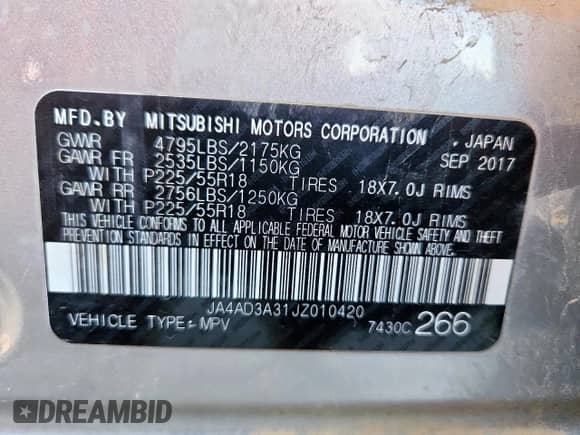 MFD.BY MITSUBISHI MOTORS CORPORATION , JAPAN
GVWR 4795LBS/2175KG SEP 2017
GAWR FR 2535LBS/1150KG
WITH P225/55R18 TIRES 18X7.0J RIMS
GAWR RR 2756LBS/1250KG
WITH P225/55R18 TIRES 18X7.0J RIMS
THIS VEHICLE CONFORMS TO ALL APPLICABLE FEDERAL MOTOR VEHICLE SAFETY AND THEFT
PREVENTION STANDARDS IN EFFECT ON THE DATE OF MANUFACTURE SHOWN ABOVE.
JA4AD3A31JZ010420
VEHICLE TYPE:MPV 7430C 266
DREAMBID